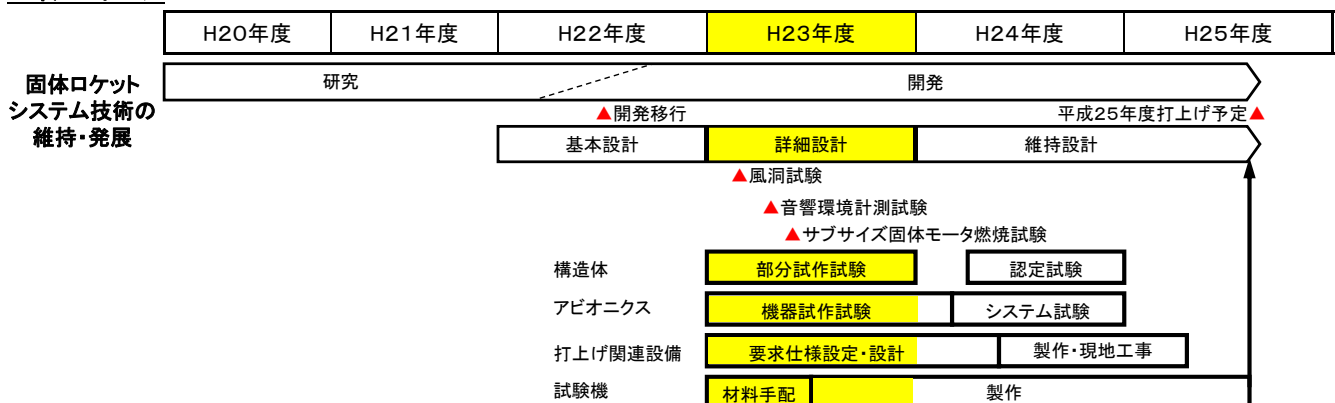 H20年度 H21年度 H22年度 H23年度 H24年度 H25年度
固体ロケット
システム技術の
維持・発展
研究 開発
▲開発移行 平成25年度打上げ予定▲
基本設計 詳細設計 維持設計
▲風洞試験
▲音響環境計測試験
▲サブサイズ固体モータ燃焼試験
構造体 部分試作試験 認定試験
アビオニクス 機器試作試験 システム試験
打上げ関連設備 要求仕様設定・設計 製作・現地工事
試験機 材料手配 製作